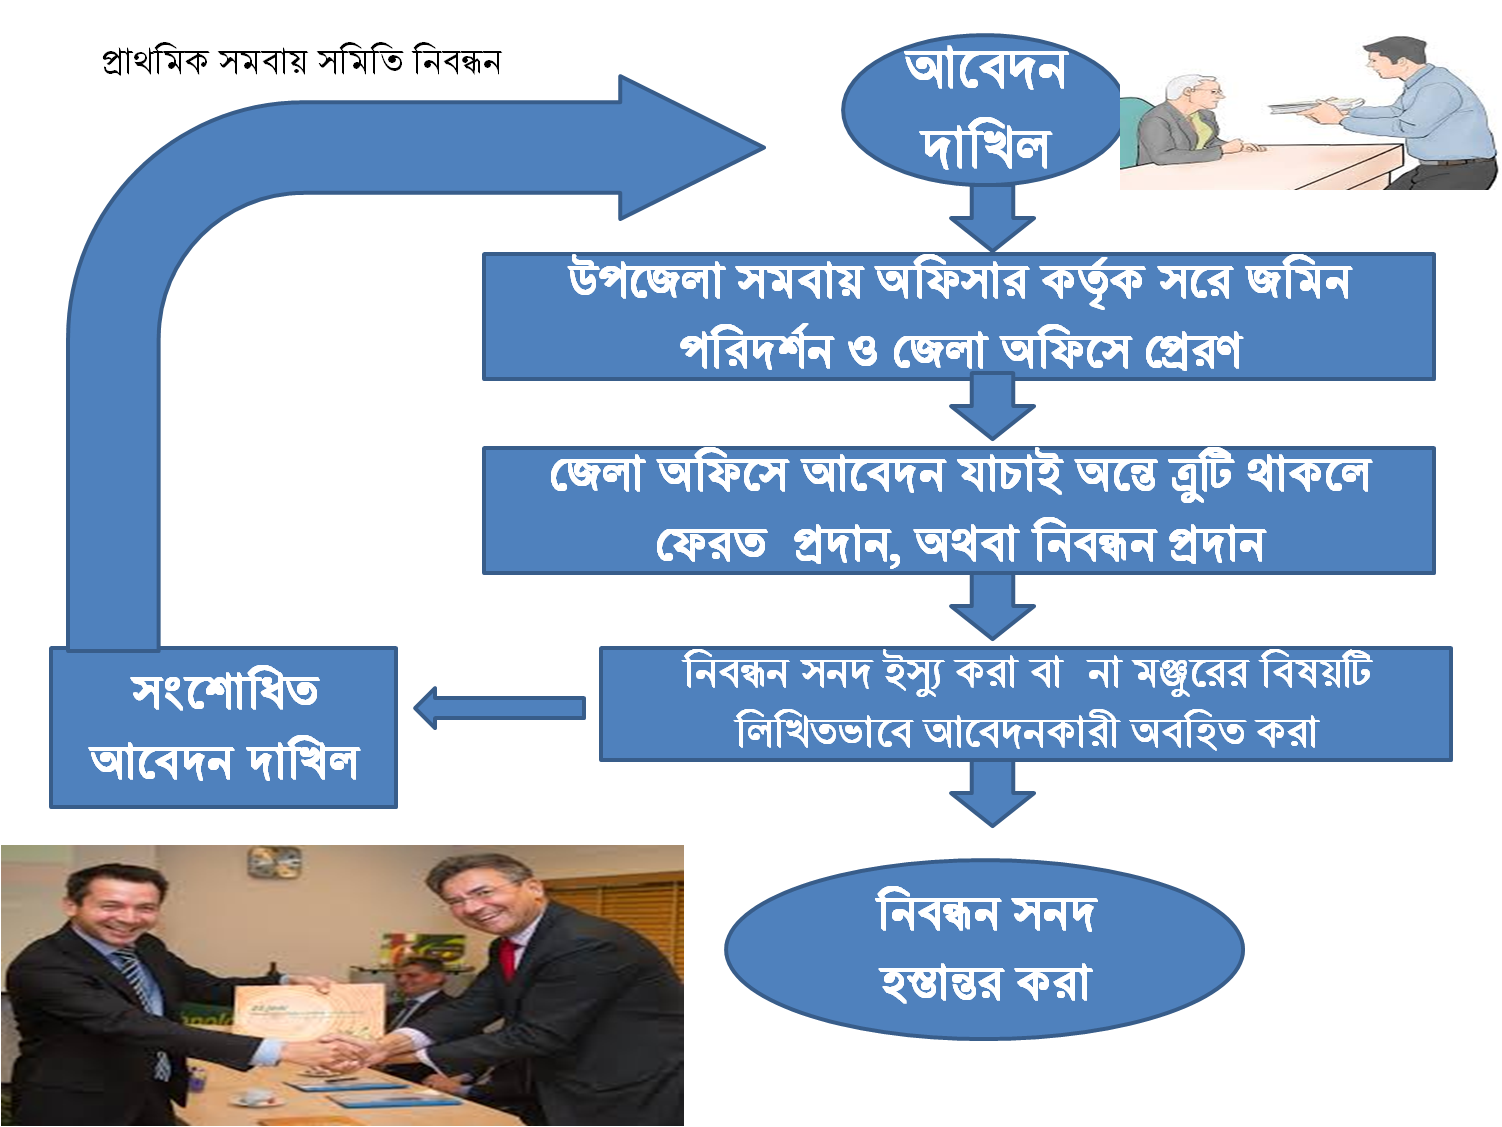 প্রাথমিক সমবায় সমিতি নিবন্ধন
আবেদন
দাখিল
উপজেলা সমবায় অফিসার কর্তৃক সরে জমিন
পরিদর্শন ও জেলা অফিসে প্রেরণ
জেলা অফিসে আবেদন যাচাই অন্তে ত্রুটি থাকলে
ফেরত প্রদান, অথবা নিবন্ধন প্রদান
নিবন্ধন সনদ ইস্যু করা বা না মঞ্জুরের বিষয়টি
লিখিতভাবে আবেদনকারী অবহিত করা
সংশোধিত
আবেদন দাখিল
নিবন্ধন সনদ
হস্তান্তর করা